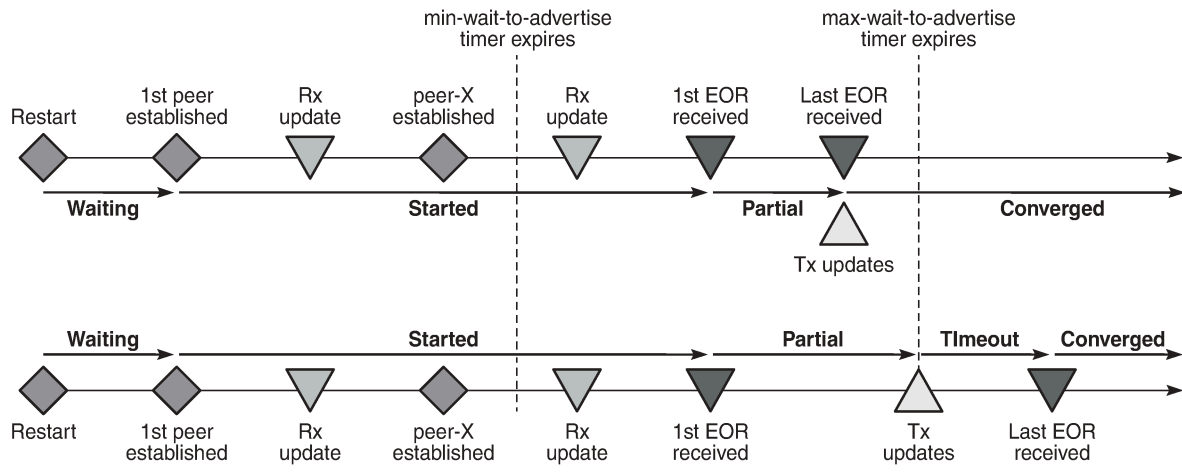 min-wait-to-advertise
timer expires
max-wait-to-advertise
timer expires
Restart
1st peer
established
Rx
update
peer-X
established
Rx
update
1st EOR
received
Last EOR
received
Waiting
Started
Partial
Converged
Tx updates
Waiting
Started
Partial
TImeout
Converged
Restart
1st peer
established
Rx
update
peer-X
established
Rx
update
1st EOR
received
Tx
updates
Last EOR
received